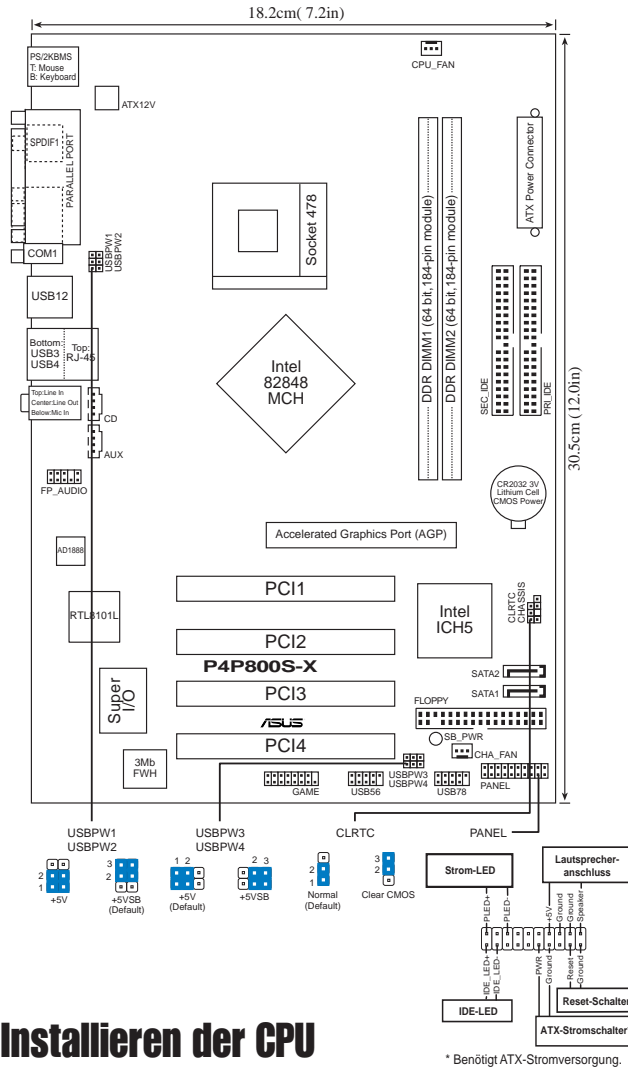 18.2cm( 7.2in)
PS/2KBMS
T: Mouse
B: Keyboard
CPU_FAN
ATX12V
SPDIF1
PARALLEL PORT
ATX Power Connector
COM1
USBPW1
USBPW2
Socket 478
DDR DIMM1 (64 bit,184-pin module)
DDR DIMM2 (64 bit,184-pin module)
USB12
Bottom:
USB3
USB4
Top:
RJ-45
Intel
82848
MCH
SEC_IDE
PRI_IDE
30.5cm (12.0in)
Top:Line In
Center:Line Out
Below:Mic In
CD
AUX
FP_AUDIO
CR2032 3V
Lithium Cell
CMOS Power
Accelerated Graphics Port (AGP)
AD1888
PCI1
RTL8101L
Intel
ICH5
CLRTC
CHASSIS
PCI2
P4P800S-X
SATA2
SATA1
Super
I/O
PCI3
FLOPPY
ASUS
SB_PWR
PCI4
CHA_FAN
3Mb
FWH
GAME
USB56
USBPW3
USBPW4
USB78
PANEL
USBPW1
USBPW2
USBPW3
USBPW4
CLRTC
PANEL
2
1
+5V
3
2
+5VSB
(Default)
1 2
+5V
(Default)
2 3
+5VSB
2
1
Normal
(Default)
3
2
Clear CMOS
Strom-LED
Lautsprecher-
anschluss
PLED+
PLED-
+5V
Ground
Ground
Speaker
IDE_LED+
IDE_LED-
PWR
Ground
Reset
Ground
IDE-LED
Reset-Schalter
ATX-Stromschalter
* Benötigt ATX-Stromversorgung.
Installieren der CPU